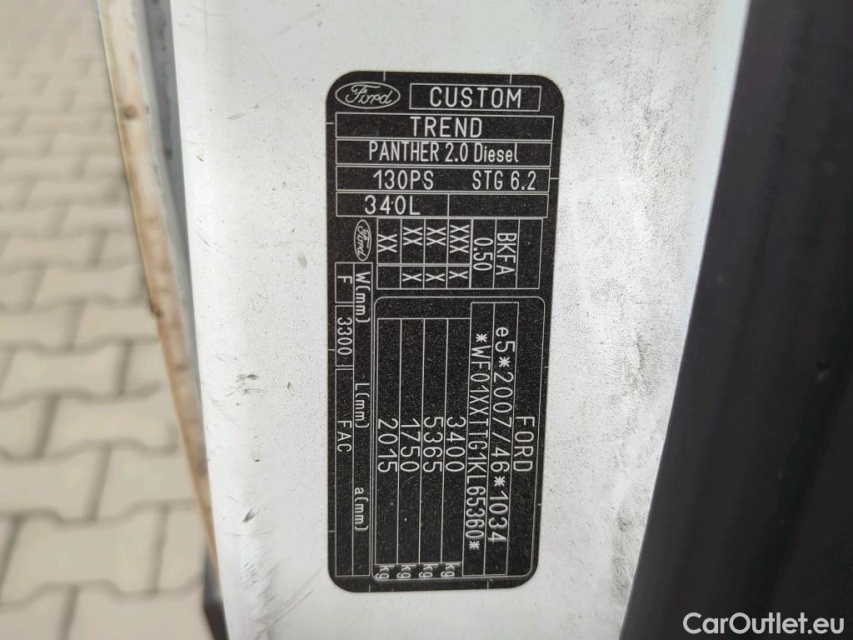 Ford CUSTOM
TREND
PANTHER 2.0 Diesel
130PS STG 6.2
340L
BKFA
0.50
XXX X
XX X
XX X
XX XX
Ford
FORD
e5*2007/46*1034
*WF01XXTTG1KL65360*
3400 kg
5365 kg
1750 kg
2015 kg
W(mm) L(mm) a(mm)
F 3300 FAC
CarOutlet.eu